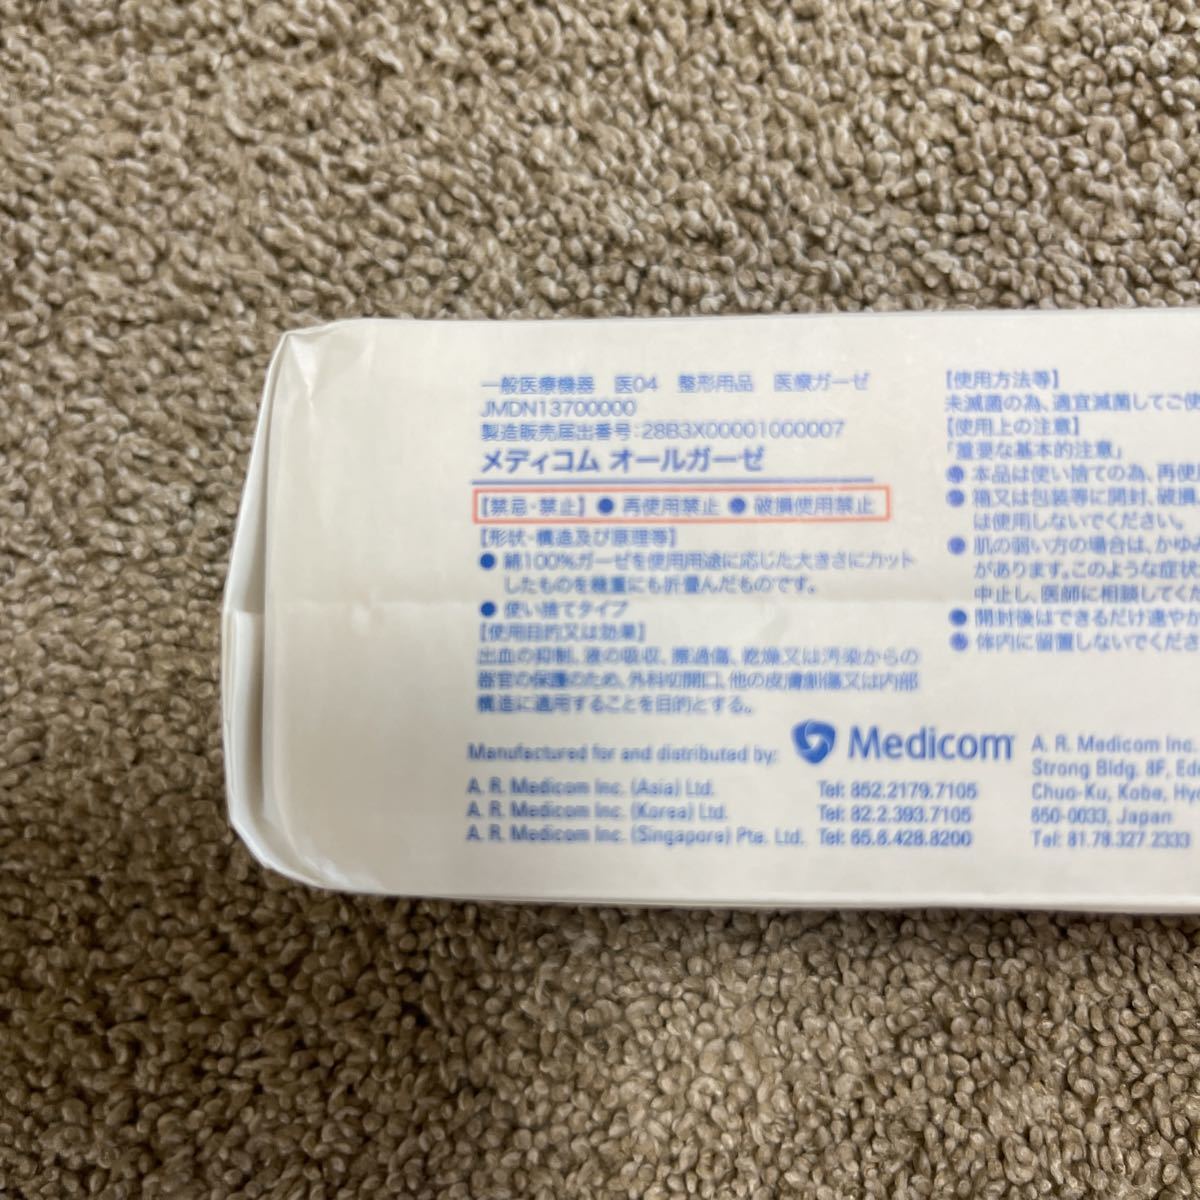 一般医療機器 医04 整形用品 医療ガーゼ
JMDN13700000
製造販売届出番号:28B3X00001000007
メディコム オールガーゼ
【禁忌・禁止】 ● 再使用禁止 ● 破損使用禁止
【形状・構造及び原理等】
● 綿100%ガーゼを使用用途に応じた大きさにカット
したものを幾重にも折畳んだものです。
● 使い捨てタイプ
【使用目的又は効果】
出血の抑制、液の吸収、擦過傷、乾燥又は汚染からの
器官の保護のため、外科切開口、他の皮膚創傷又は内部
構造に適用することを目的とする。
【使用方法等】
未滅菌の為、適宜滅菌してご使
【使用上の注意】
「重要な基本的注意」
● 本品は使い捨ての為、再使
● 箱又は包装等に開封、破損
は使用しないでください。
● 肌の弱い方の場合は、かゆみ
があります。このような症状
中止し、医師に相談してくだ
● 開封後はできるだけ速やか
● 体内に留置しないでくださ
Manufactured for and distributed by: Medicom
A. R. Medicom Inc. (Asia) Ltd. Tel: 852.2179.7105
A. R. Medicom Inc. (Korea) Ltd. Tel: 82.2.393.7105
A. R. Medicom Inc. (Singapore) Pte. Ltd. Tel: 65.6.428.8200
A. R. Medicom Inc.
Strong Bldg. 8F, Edo
Chuo-Ku, Kobe, Hyo
650-0033, Japan
Tel: 81.78.327.2333